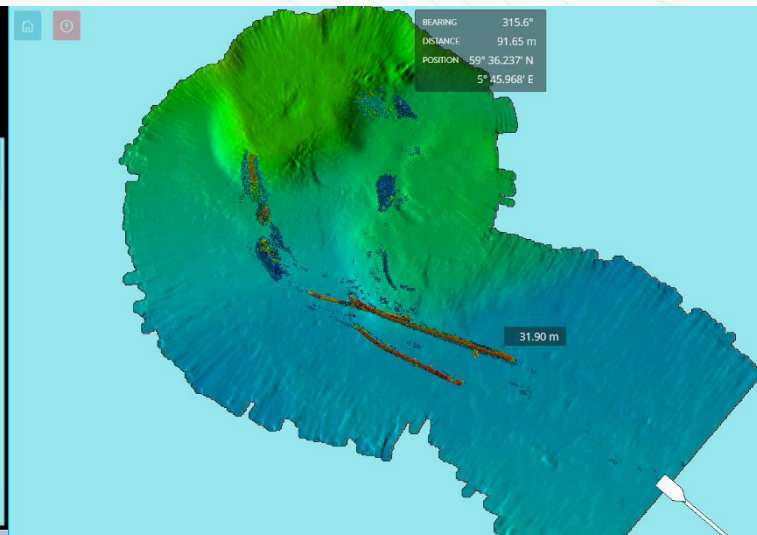 BEARING 315.6°
DISTANCE 91.65 m
POSITION 59° 36.237' N
5° 45.968' E
31.90 m